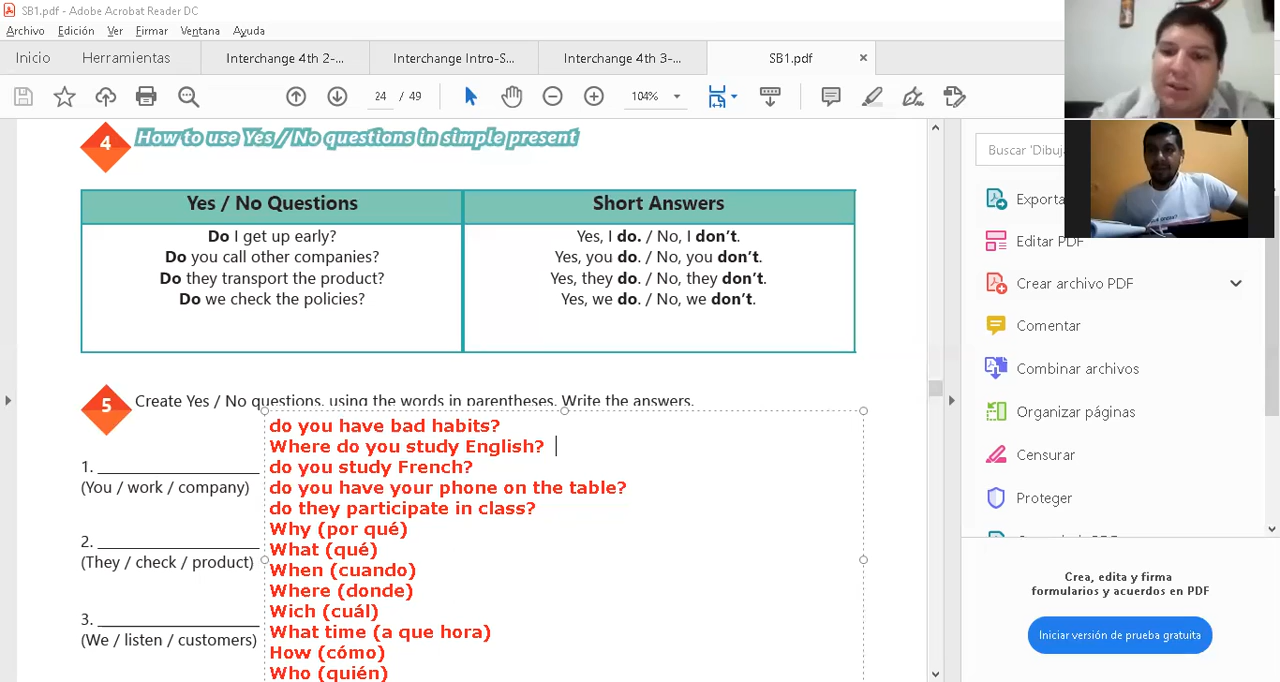 SB1.pdf - Adobe Acrobat Reader DC
Archivo Edición Ver Firmar Ventana Ayuda
Inicio Herramientas Interchange 4th 2-... Interchange Intro-S... Interchange 4th 3-... SB1.pdf
24 / 49 104%
4 How to use Yes / No questions in simple present
Yes / No Questions Short Answers
Do I get up early? Yes, I do. / No, I don't.
Do you call other companies? Yes, you do. / No, you don't.
Do they transport the product? Yes, they do. / No, they don't.
Do we check the policies? Yes, we do. / No, we don't.
5 Create Yes / No questions, using the words in parentheses. Write the answers.
do you have bad habits?
Where do you study English?
1. do you study French?
(You / work / company) do you have your phone on the table?
do they participate in class?
Why (por qué)
2. What (qué)
(They / check / product) When (cuando)
Where (donde)
Wich (cuál)
3. What time (a que hora)
(We / listen / customers) How (cómo)
Who (quién)
Buscar 'Dibuj
Exporta
Editar PDF
Crear archivo PDF
Comentar
Combinar archivos
Organizar páginas
Censurar
Proteger
Crea, edita y firma
formularios y acuerdos en PDF
Iniciar versión de prueba gratuita